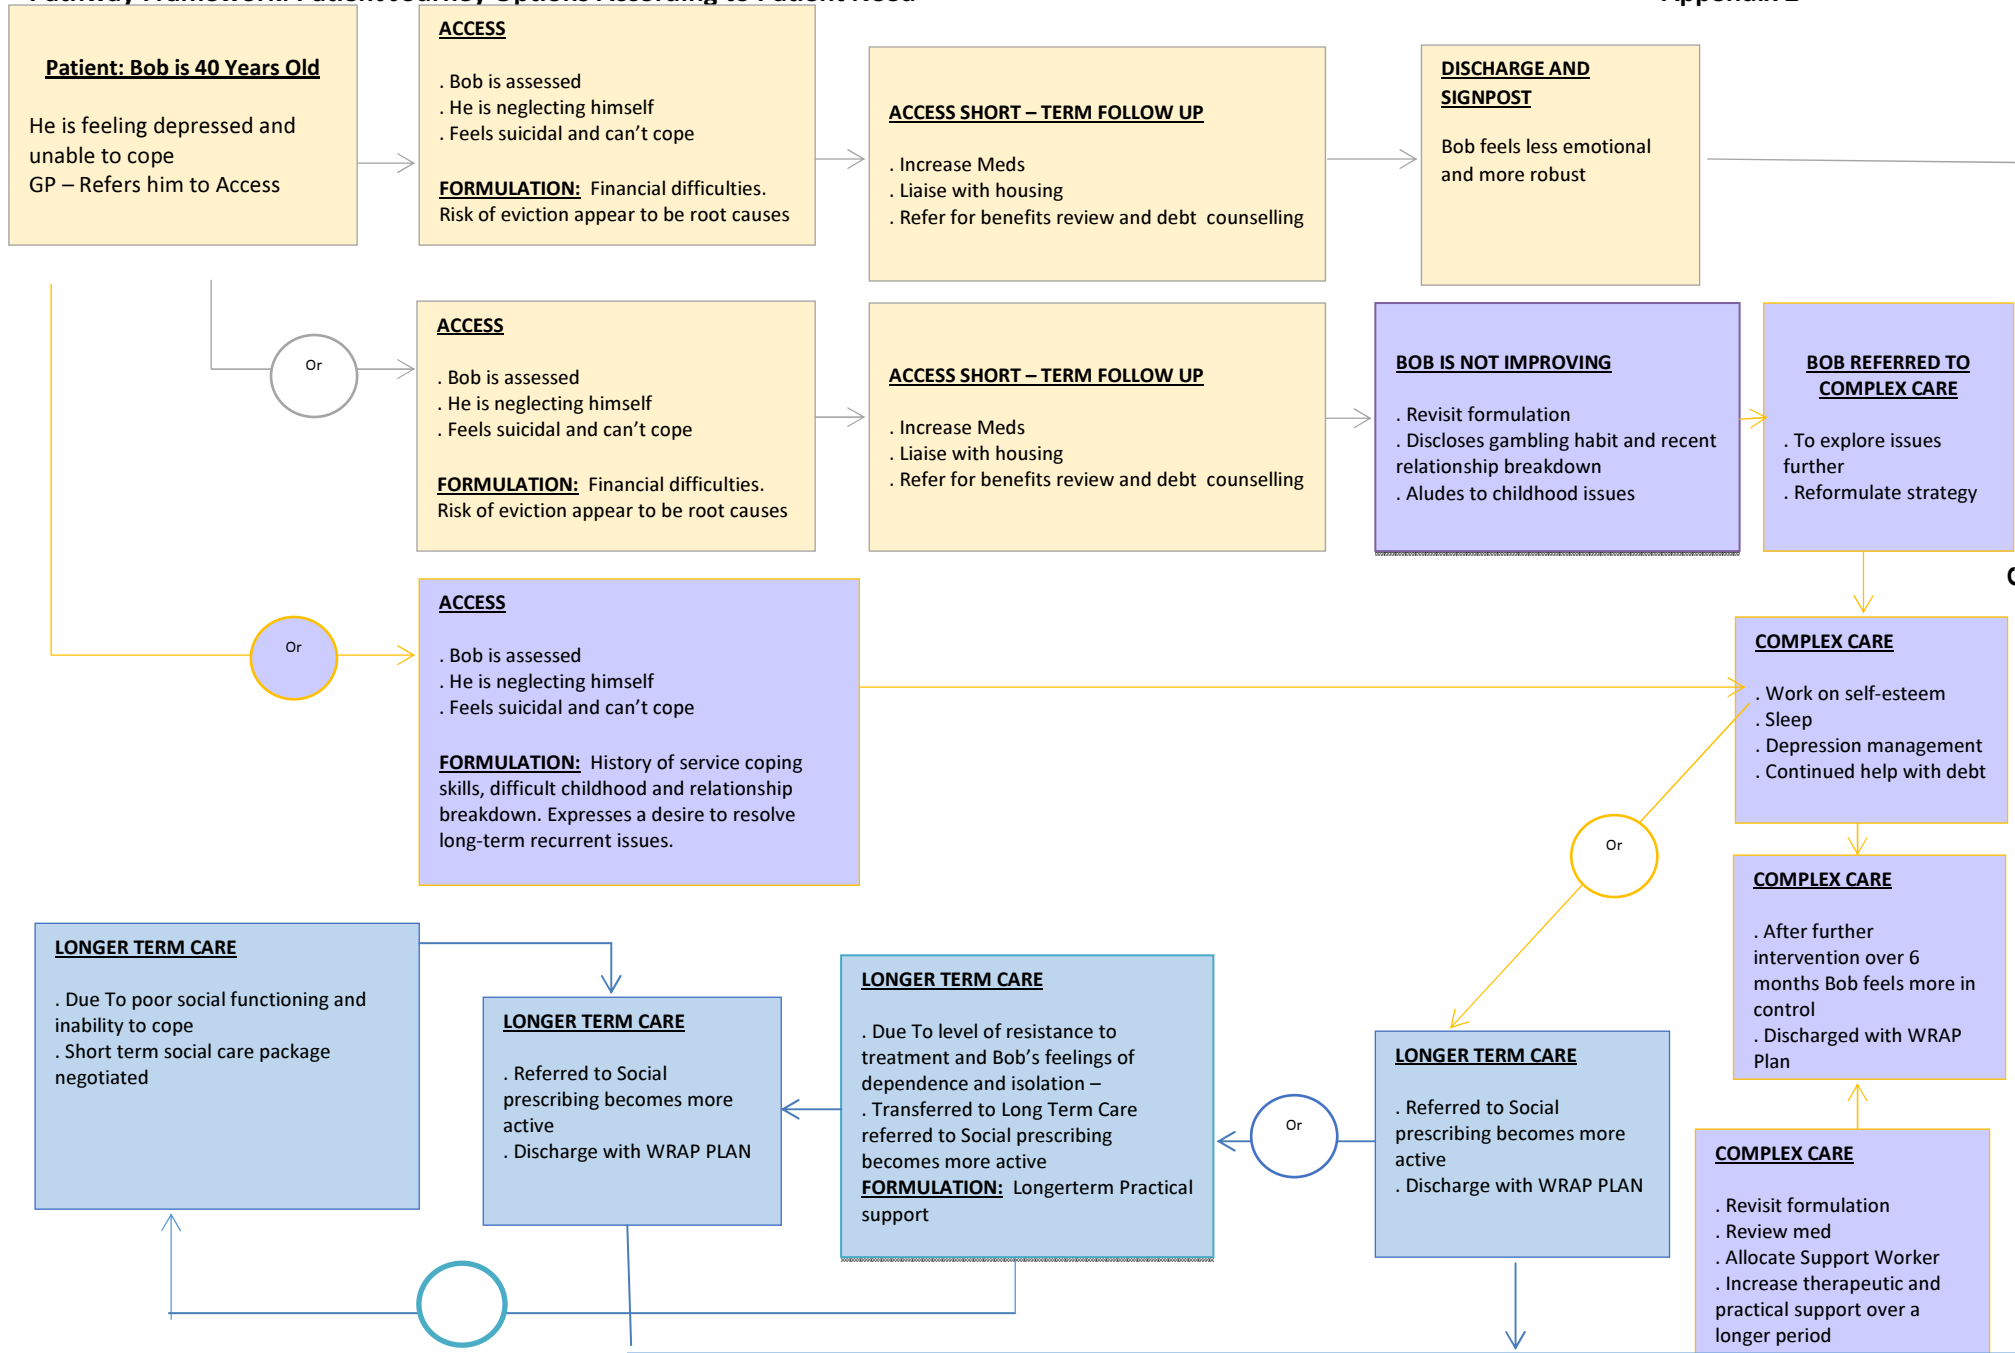 Pathway Framework: Patient Journey Options According to Patient Need
Appendix 2
Patient: Bob is 40 Years Old
He is feeling depressed and
unable to cope
GP – Refers him to Access
ACCESS
. Bob is assessed
. He is neglecting himself
. Feels suicidal and can't cope
FORMULATION: Financial difficulties.
Risk of eviction appear to be root causes
ACCESS SHORT – TERM FOLLOW UP
. Increase Meds
. Liaise with housing
. Refer for benefits review and debt counselling
DISCHARGE AND
SIGNPOST
Bob feels less emotional
and more robust
Or
ACCESS
. Bob is assessed
. He is neglecting himself
. Feels suicidal and can't cope
FORMULATION: Financial difficulties.
Risk of eviction appear to be root causes
ACCESS SHORT – TERM FOLLOW UP
. Increase Meds
. Liaise with housing
. Refer for benefits review and debt counselling
BOB IS NOT IMPROVING
. Revisit formulation
. Discloses gambling habit and recent
relationship breakdown
. Aludes to childhood issues
BOB REFERRED TO
COMPLEX CARE
. To explore issues
further
. Reformulate strategy
Or
ACCESS
. Bob is assessed
. He is neglecting himself
. Feels suicidal and can't cope
FORMULATION: History of service coping
skills, difficult childhood and relationship
breakdown. Expresses a desire to resolve
long-term recurrent issues.
COMPLEX CARE
. Work on self-esteem
. Sleep
. Depression management
. Continued help with debt
Or
COMPLEX CARE
. After further
intervention over 6
months Bob feels more in
control
. Discharged with WRAP
Plan
LONGER TERM CARE
. Due To poor social functioning and
inability to cope
. Short term social care package
negotiated
LONGER TERM CARE
. Referred to Social
prescribing becomes more
active
. Discharge with WRAP PLAN
LONGER TERM CARE
. Due To level of resistance to
treatment and Bob's feelings of
dependence and isolation –
. Transferred to Long Term Care
referred to Social prescribing
becomes more active
FORMULATION: Longerterm Practical
support
Or
LONGER TERM CARE
. Referred to Social
prescribing becomes more
active
. Discharge with WRAP PLAN
COMPLEX CARE
. Revisit formulation
. Review med
. Allocate Support Worker
. Increase therapeutic and
practical support over a
longer period